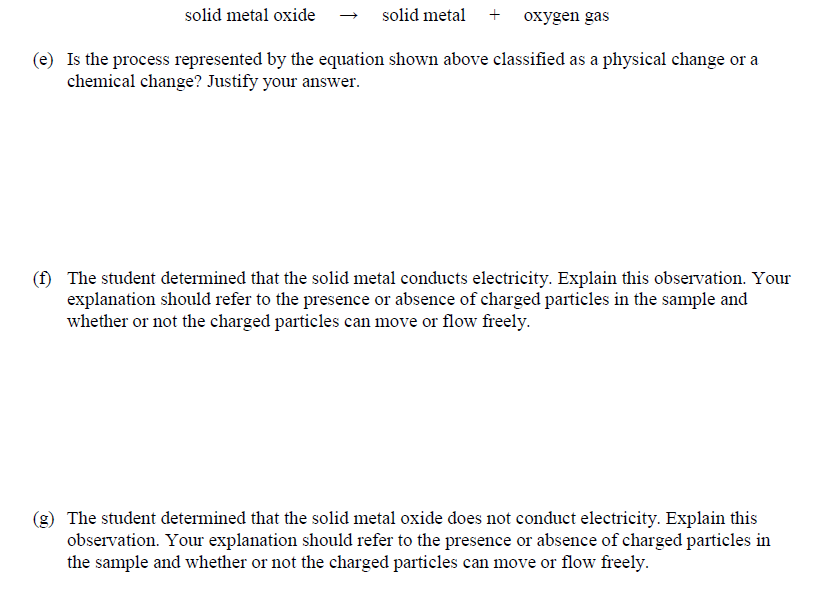 solid metal oxide → solid metal + oxygen gas
(e) Is the process represented by the equation shown above classified as a physical change or a
chemical change? Justify your answer.
(f) The student determined that the solid metal conducts electricity. Explain this observation. Your
explanation should refer to the presence or absence of charged particles in the sample and
whether or not the charged particles can move or flow freely.
(g) The student determined that the solid metal oxide does not conduct electricity. Explain this
observation. Your explanation should refer to the presence or absence of charged particles in
the sample and whether or not the charged particles can move or flow freely.